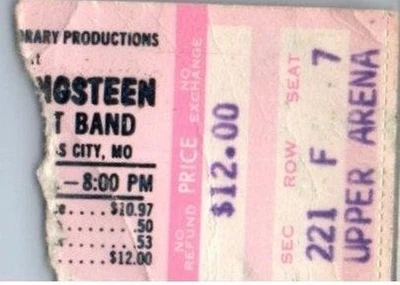 RARY PRODUCTIONS
NGSTEEN
T BAND
S CITY, MO
- 8:00 PM
$10.97
.50
.53
$12.00
NO REFUND PRICE NO EXCHANGE
$12.00
SEC ROW SEAT
221 F 7
UPPER ARENA